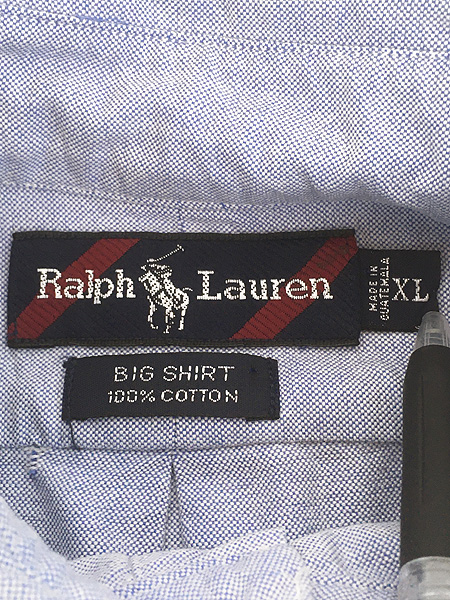 Ralph Lauren
MADE IN
GUATEMALA
XL
BIG SHIRT
100% COTTON